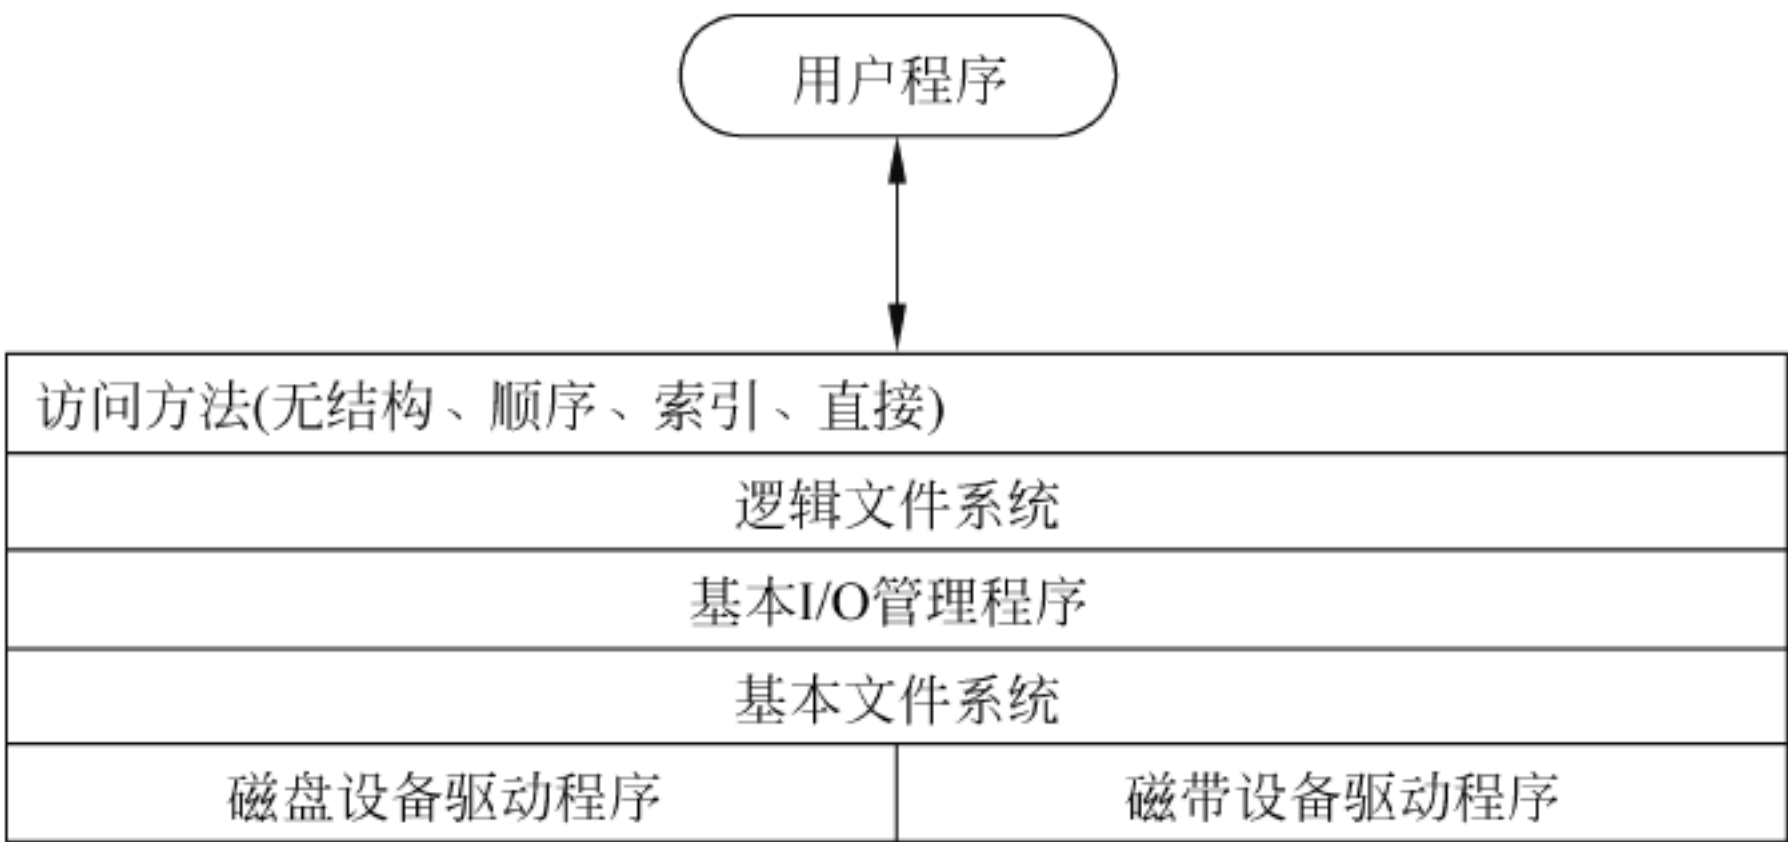 用户程序
访问方法(无结构、顺序、索引、直接)
逻辑文件系统
基本I/O管理程序
基本文件系统
磁盘设备驱动程序
磁带设备驱动程序